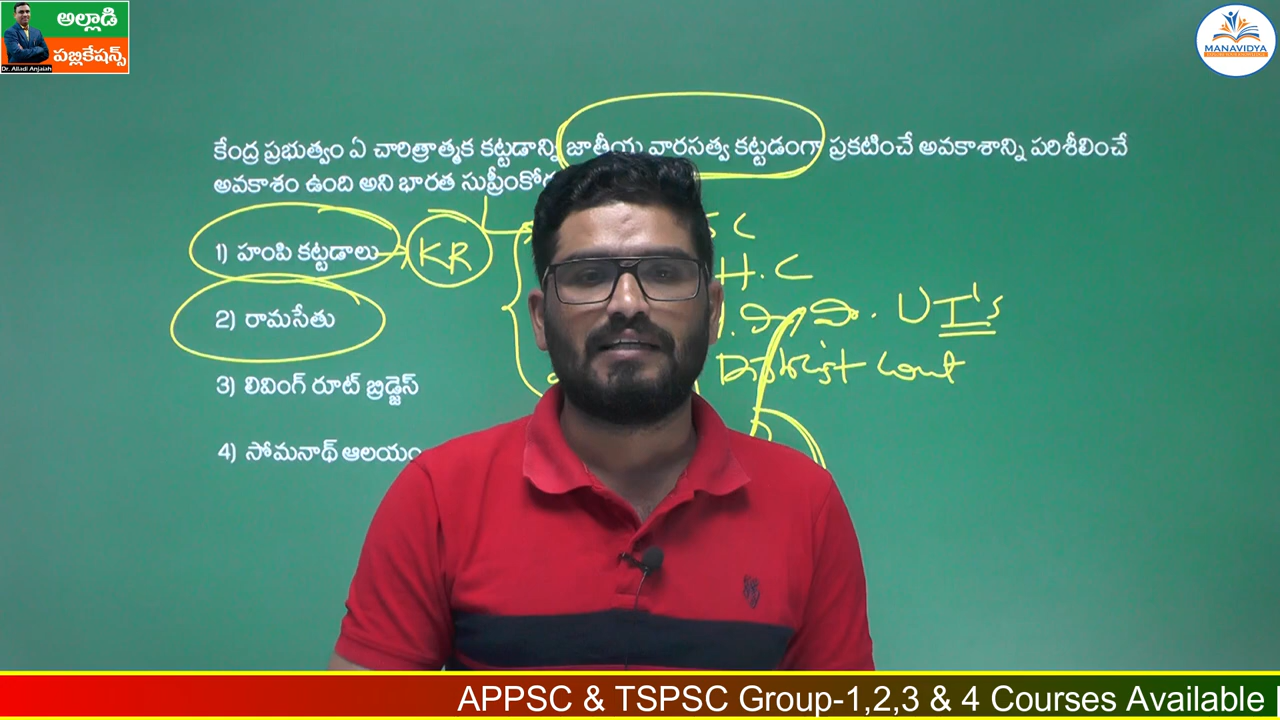 అల్లాడి
పబ్లికేషన్స్
Dr. Alladi Anjaiah
MANAVIDYA
కేంద్ర ప్రభుత్వం ఏ చారిత్రాత్మక కట్టడాన్ని జాతీయ వారసత్వ కట్టడంగా ప్రకటించే అవకాశాన్ని పరిశీలించే
అవకాశం ఉంది అని భారత
1) హంపి కట్టడాలు
KR
S C
H.C
2) రామసేతు
UI's
3) లివింగ్ రూట్ బ్రిడ్జెస్
District Court
4) సోమనాథ్ ఆలయం
APPSC & TSPSC Group-1,2,3 & 4 Courses Available